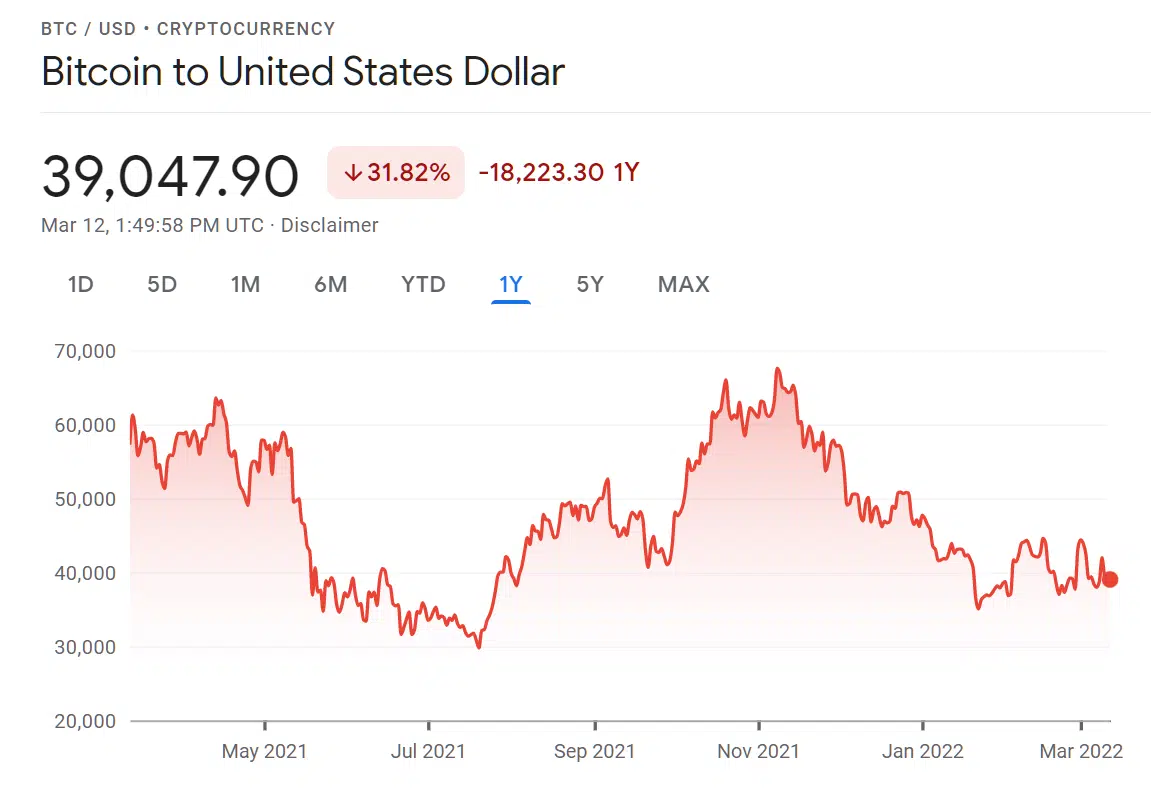 BTC / USD • CRYPTOCURRENCY
Bitcoin to United States Dollar
39,047.90 ↓31.82% -18,223.30 1Y
Mar 12, 1:49:58 PM UTC · Disclaimer
1D 5D 1M 6M YTD 1Y 5Y MAX
70,000
60,000
50,000
40,000
30,000
20,000
May 2021 Jul 2021 Sep 2021 Nov 2021 Jan 2022 Mar 2022